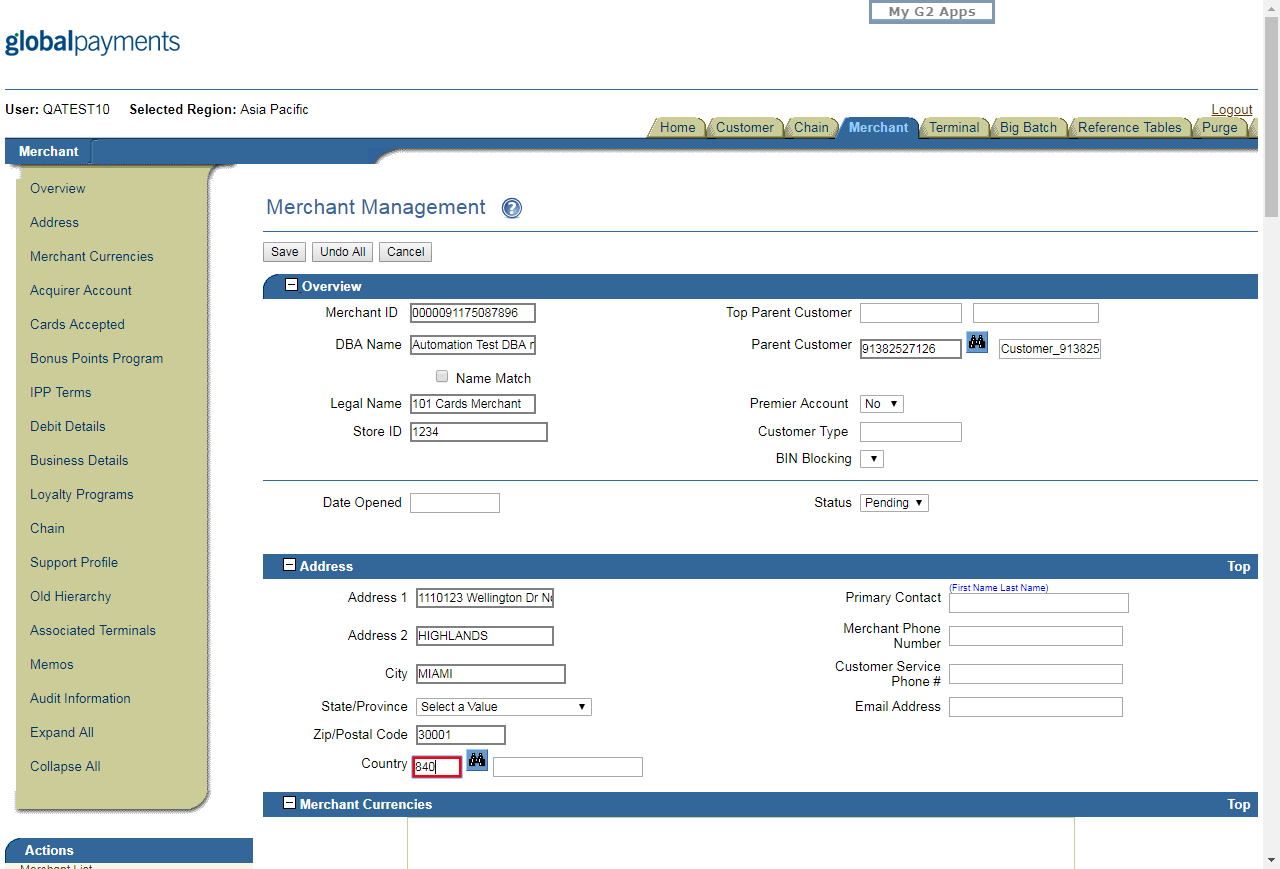 My G2 Apps
globalpayments
User: QATEST10 Selected Region: Asia Pacific
Logout
Home Customer Chain Merchant Terminal Big Batch Reference Tables Purge
Merchant
Overview
Address
Merchant Currencies
Acquirer Account
Cards Accepted
Bonus Points Program
IPP Terms
Debit Details
Business Details
Loyalty Programs
Chain
Support Profile
Old Hierarchy
Associated Terminals
Memos
Audit Information
Expand All
Collapse All
Actions
Merchant List
Merchant Management ?
Save Undo All Cancel
Overview
Merchant ID 0000091175087896 Top Parent Customer
DBA Name Automation Test DBA Parent Customer 91382527126 Customer_913825
Name Match
Legal Name 101 Cards Merchant Premier Account No
Store ID 1234 Customer Type
BIN Blocking
Date Opened Status Pending
Address Top
(First Name Last Name)
Address 1 1110123 Wellington Dr Primary Contact
Address 2 HIGHLANDS Merchant Phone Number
City MIAMI Customer Service Phone #
State/Province Select a Value Email Address
Zip/Postal Code 30001
Country 840
Merchant Currencies Top